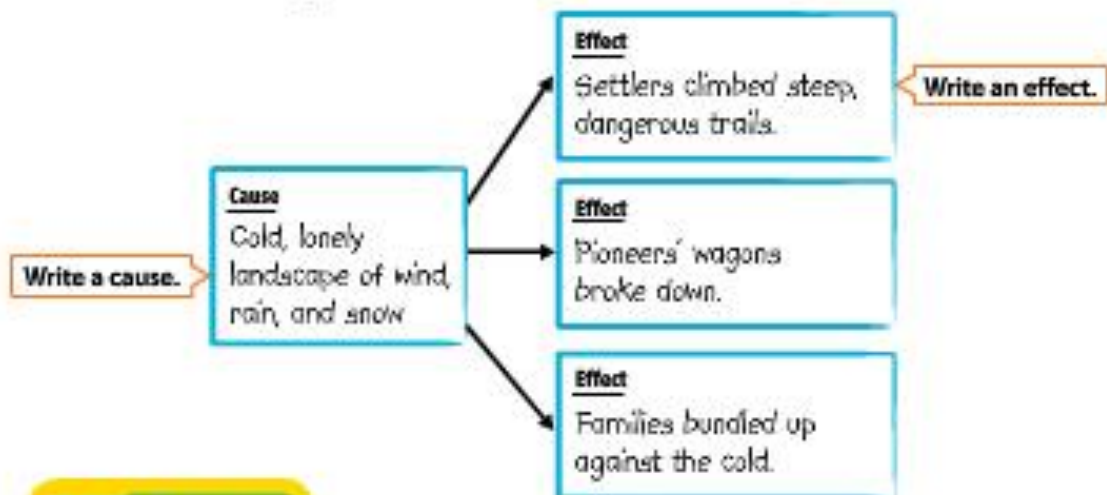 Effect
Settlers climbed steep,
dangerous trails.
Write an effect.
Cause
Cold, lonely
landscape of wind,
rain, and snow
Write a cause.
Effect
Pioneers' wagons
broke down.
Effect
Families bundled up
against the cold.